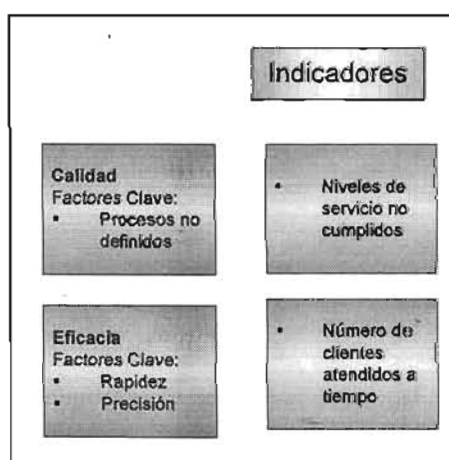 Indicadores
Calidad
Factores Clave:
▪ Procesos no
definidos
▪ Niveles de
servicio no
cumplidos
Eficacia
Factores Clave:
▪ Rapidez
▪ Precisión
▪ Número de
clientes
atendidos a
tiempo